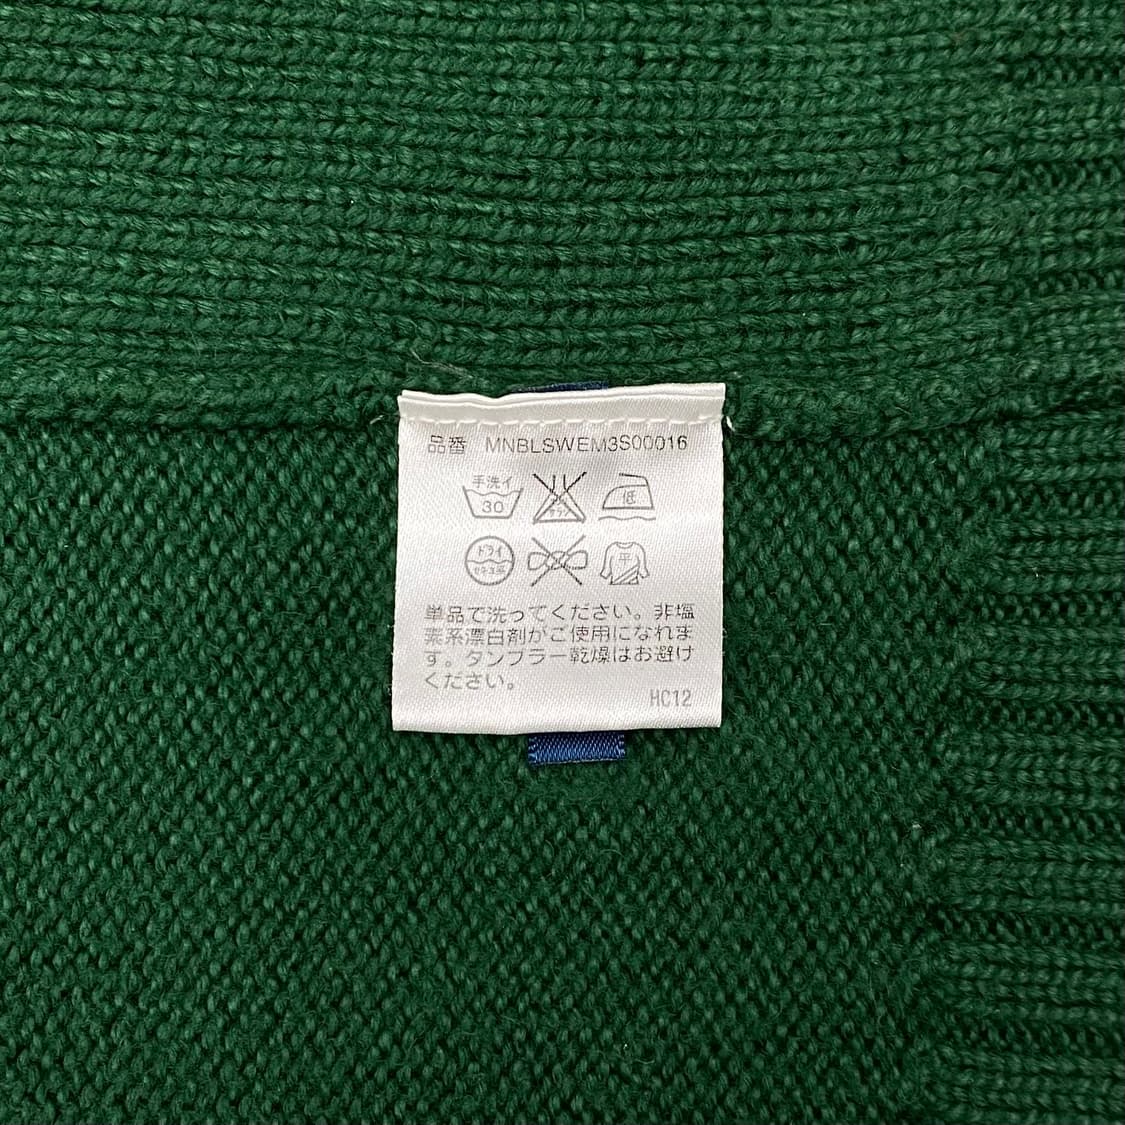 品番 MNBLSWEM3S00016
手洗イ
30
低
ドライ
平
単品で洗ってください。非塩
素系漂白剤がご使用になれま
す。タンブラー乾燥はお避け
ください。
HC12